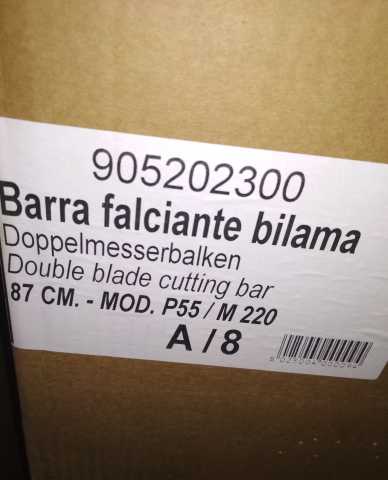 905202300
Barra falciante bilama
Doppelmesserbalken
Double blade cutting bar
87 CM. - MOD. P55 / M 220
A / 8